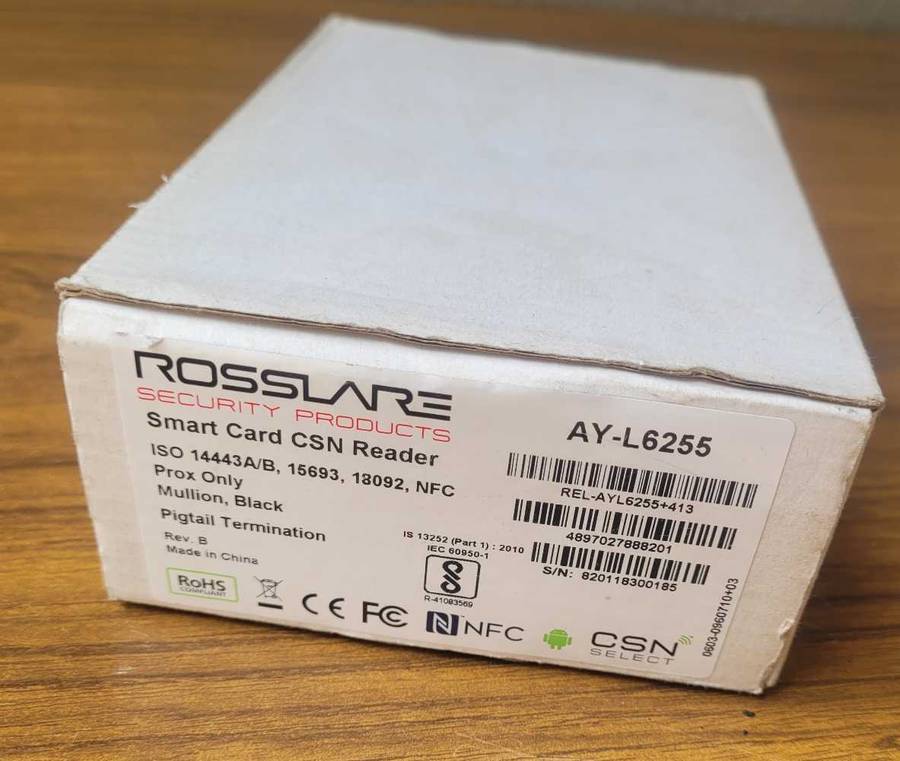 ROSSLARE
SECURITY PRODUCTS
Smart Card CSN Reader
ISO 14443A/B, 15693, 18092, NFC
Prox Only
Mullion, Black
Pigtail Termination
Rev. B
Made in China
RoHS
COMPLIANT
CE FC
IS 13252 (Part 1) : 2010
IEC 60950-1
R-41083569
NFC
CSN
SELECT
AY-L6255
REL-AYL6255+413
4897027888201
S/N: 820118300185
0603-0960710+03